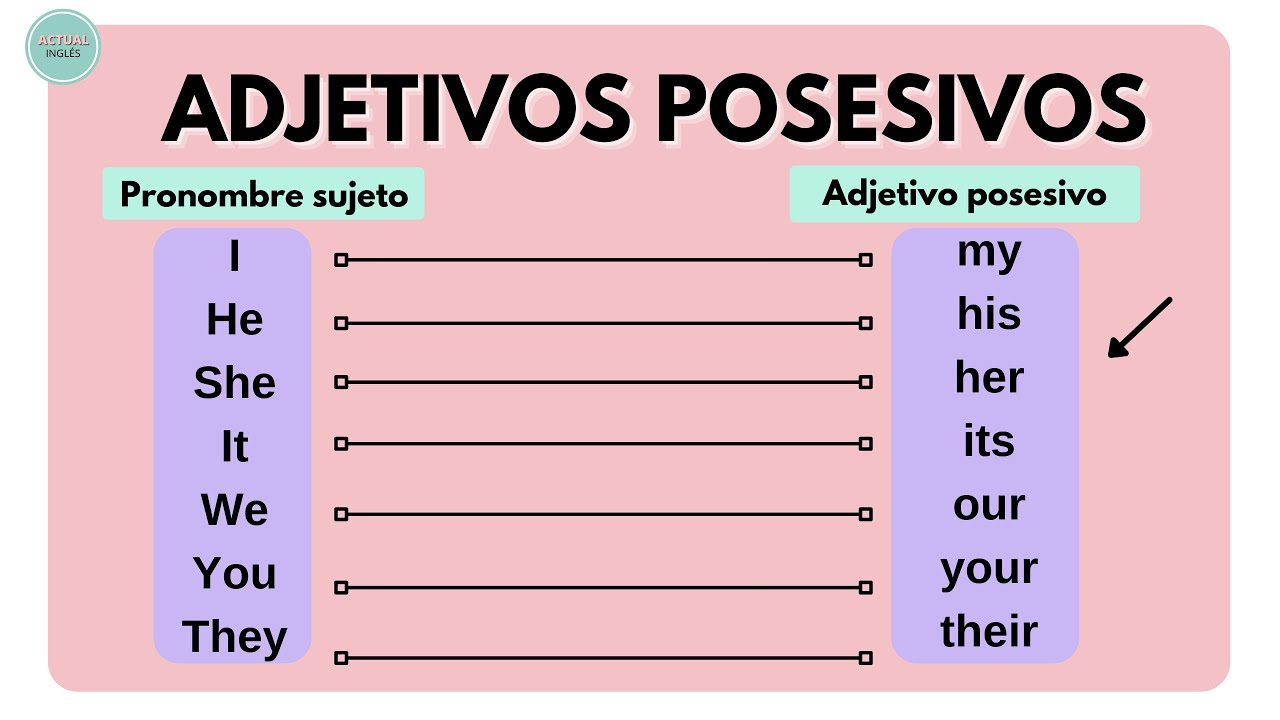 ACTUAL
INGLÉS
ADJETIVOS POSESIVOS
Pronombre sujeto
Adjetivo posesivo
I my
He his
She her
It its
We our
You your
They their